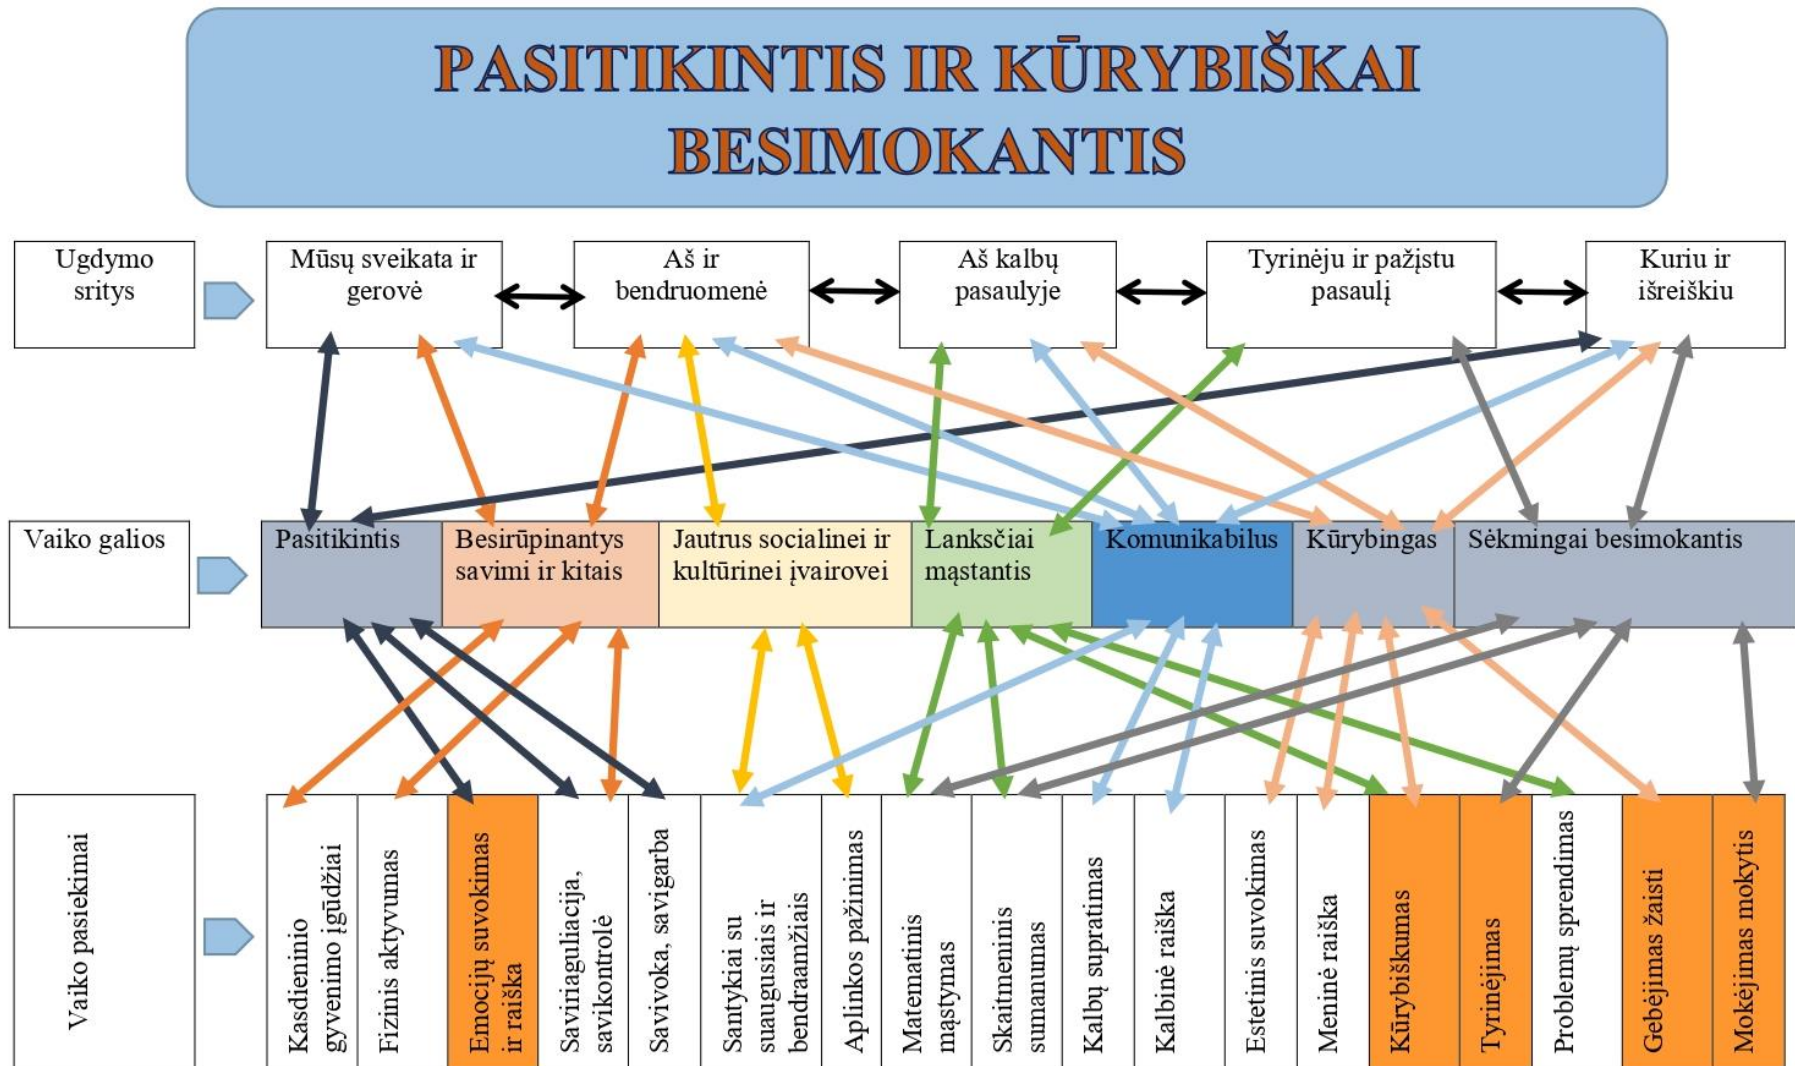 PASITIKINTIS IR KŪRYBIŠKAI
BESIMOKANTIS
Ugdymo
sritys
Mūsų sveikata ir
gerovė
Aš ir
bendruomenė
Aš kalbų
pasaulyje
Tyrinėju ir pažįstu
pasaulį
Kuriu ir
išreiškiu
Vaiko galios
Pasitikintis
Besirūpinantys
savimi ir kitais
Jautrus socialinei ir
kultūrinei įvairovei
Lanksčiai
mąstantis
Komunikabilus
Kūrybingas
Sėkmingai besimokantis
Vaiko pasiekimai
Kasdieninio
gyvenimo įgūdžiai
Fizinis aktyvumas
Emocijų suvokimas
ir raiška
Saviriaguliacija,
savikontrolė
Savivoka, savigarba
Santykiai su
suaugusiais ir
bendraamžiais
Aplinkos pažinimas
Matematinis
mąstymas
Skaitmeninis
sumanumas
Kalbų supratimas
Kalbinė raiška
Estetinis suvokimas
Meninė raiška
Kūrybiškumas
Tyrinėjimas
Problemų sprendimas
Gebėjimas žaisti
Mokėjimas mokytis